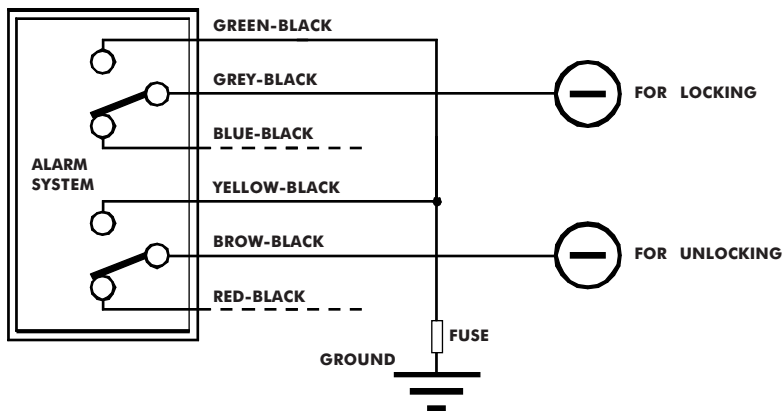 GREEN-BLACK
GREY-BLACK
FOR LOCKING
BLUE-BLACK
ALARM
SYSTEM
YELLOW-BLACK
BROW-BLACK
FOR UNLOCKING
RED-BLACK
FUSE
GROUND